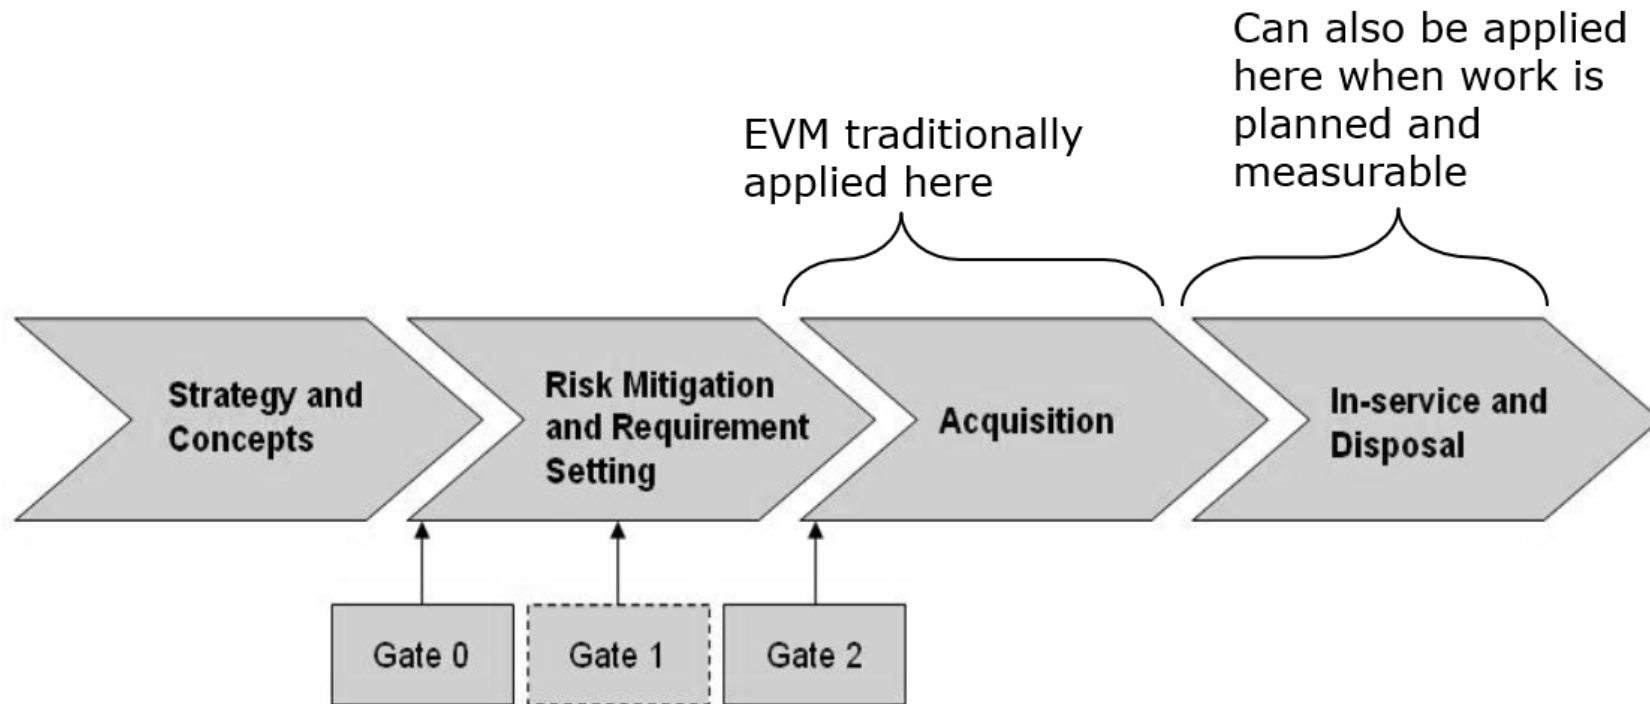 Can also be applied
here when work is
planned and
measurable
EVM traditionally
applied here
Strategy and
Concepts
Risk Mitigation
and Requirement
Setting
Acquisition
In-service and
Disposal
Gate 0
Gate 1
Gate 2